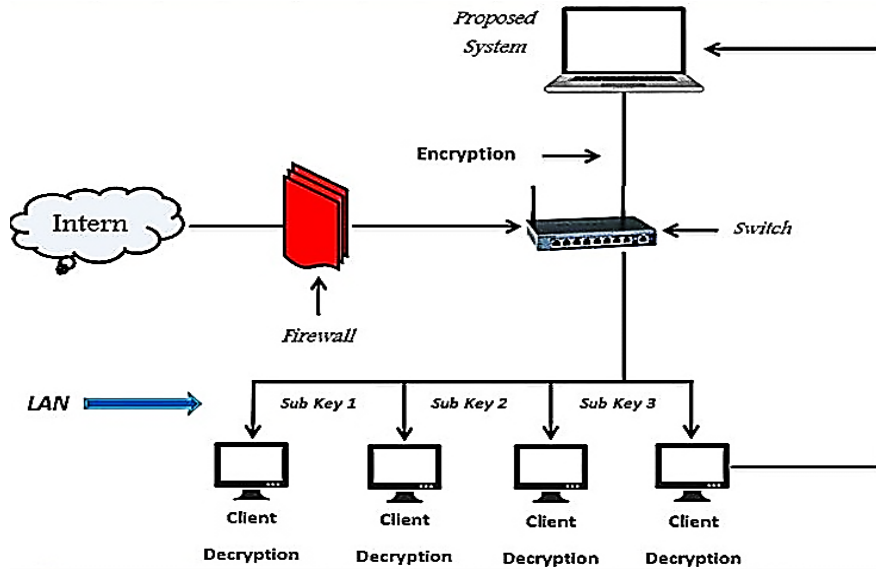 Proposed
System
Encryption
Intern
Switch
Firewall
LAN
Sub Key 1
Sub Key 2
Sub Key 3
Client
Decryption
Client
Decryption
Client
Decryption
Client
Decryption